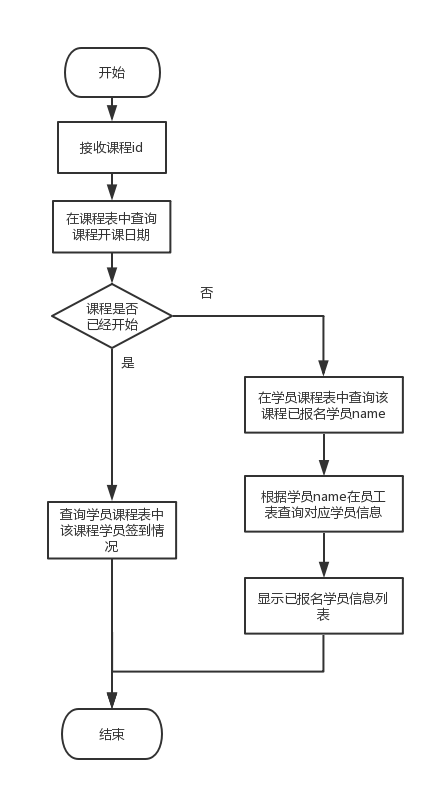 开始
接收课程id
在课程表中查询
课程开课日期
课程是否
已经开始
否
是
在学员课程表中查询该
课程已报名学员name
根据学员name在员工
表查询对应学员信息
查询学员课程表中
该课程学员签到情
况
显示已报名学员信息列
表
结束